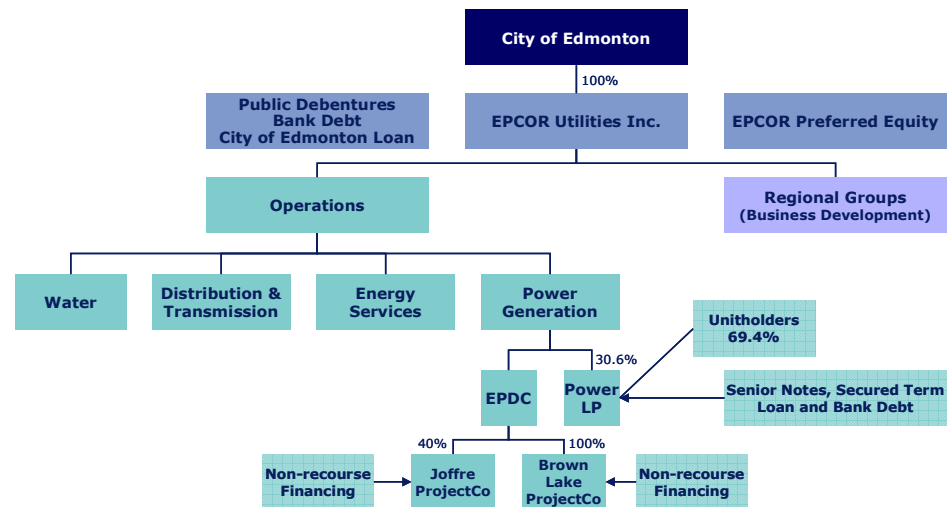 City of Edmonton
100%
Public Debentures
Bank Debt
City of Edmonton Loan
EPCOR Utilities Inc.
EPCOR Preferred Equity
Operations
Regional Groups
(Business Development)
Water
Distribution &
Transmission
Energy
Services
Power
Generation
Unitholders
69.4%
30.6%
EPDC
Power
LP
Senior Notes, Secured Term
Loan and Bank Debt
40%
100%
Non-recourse
Financing
Joffre
ProjectCo
Brown
Lake
ProjectCo
Non-recourse
Financing